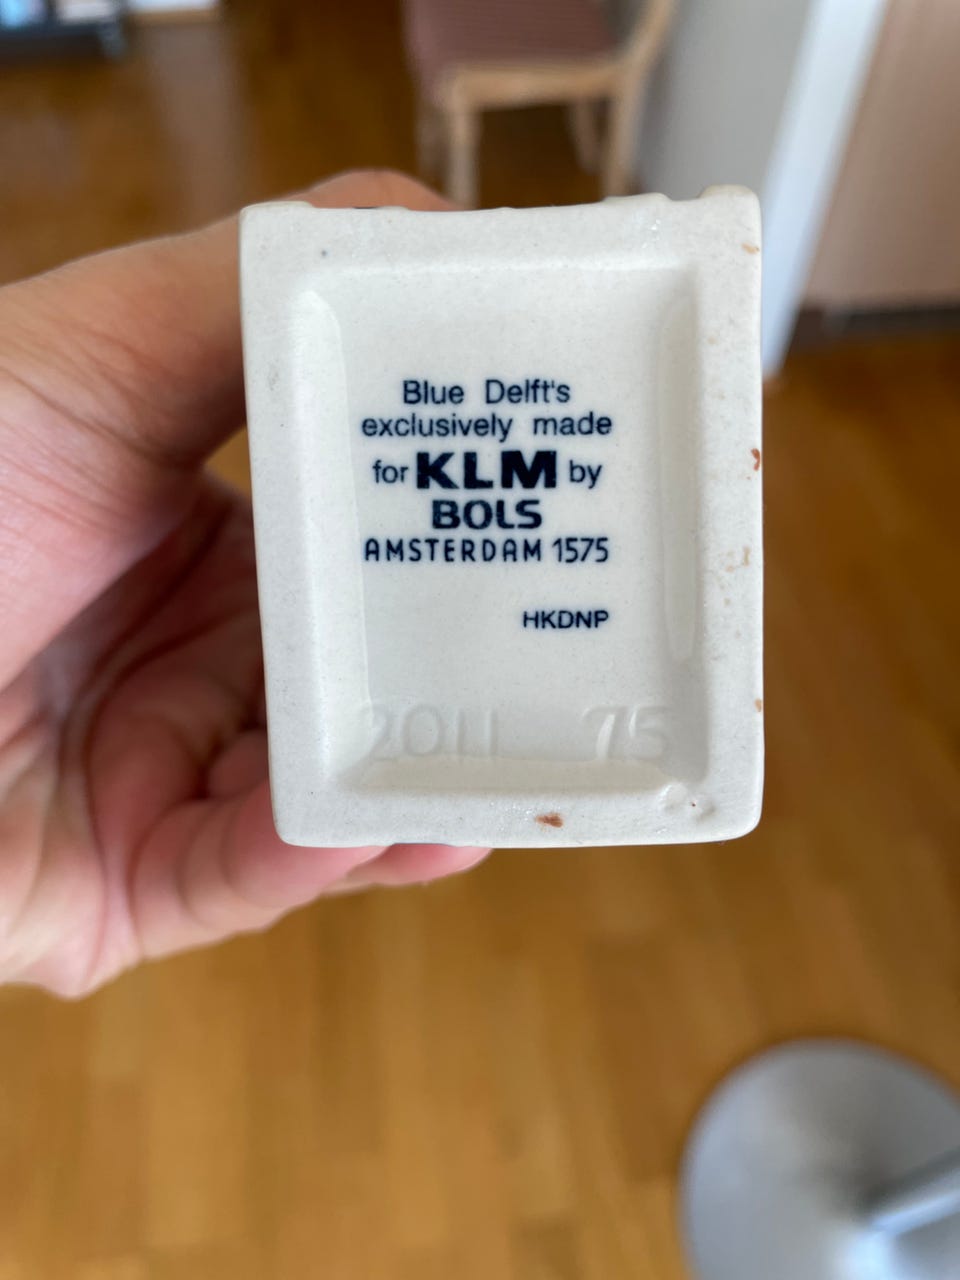 Blue Delft's
exclusively made
for KLM by
BOLS
AMSTERDAM 1575
HKDNP
2011 75